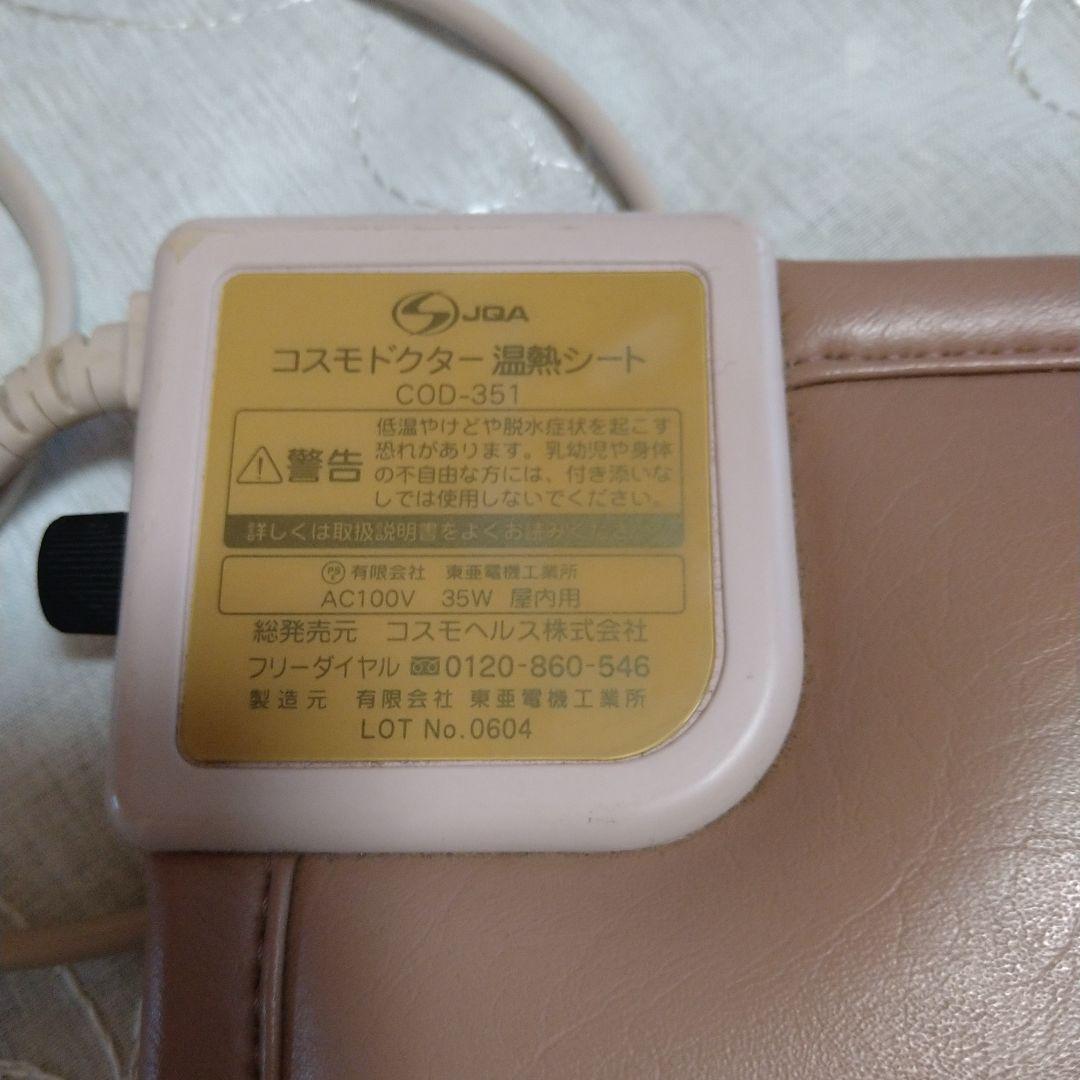 JQA
コスモドクター 温熱シート
COD-351
警告
低温やけどや脱水症状を起こす
恐れがあります。乳幼児や身体
の不自由な方には、付き添いな
しでは使用しないでください。
詳しくは取扱説明書をよくお読みください
PSE 有限会社 東亜電機工業所
AC100V 35W 屋内用
総発売元 コスモヘルス株式会社
フリーダイヤル 0120-860-546
製造元 有限会社 東亜電機工業所
LOT No.0604